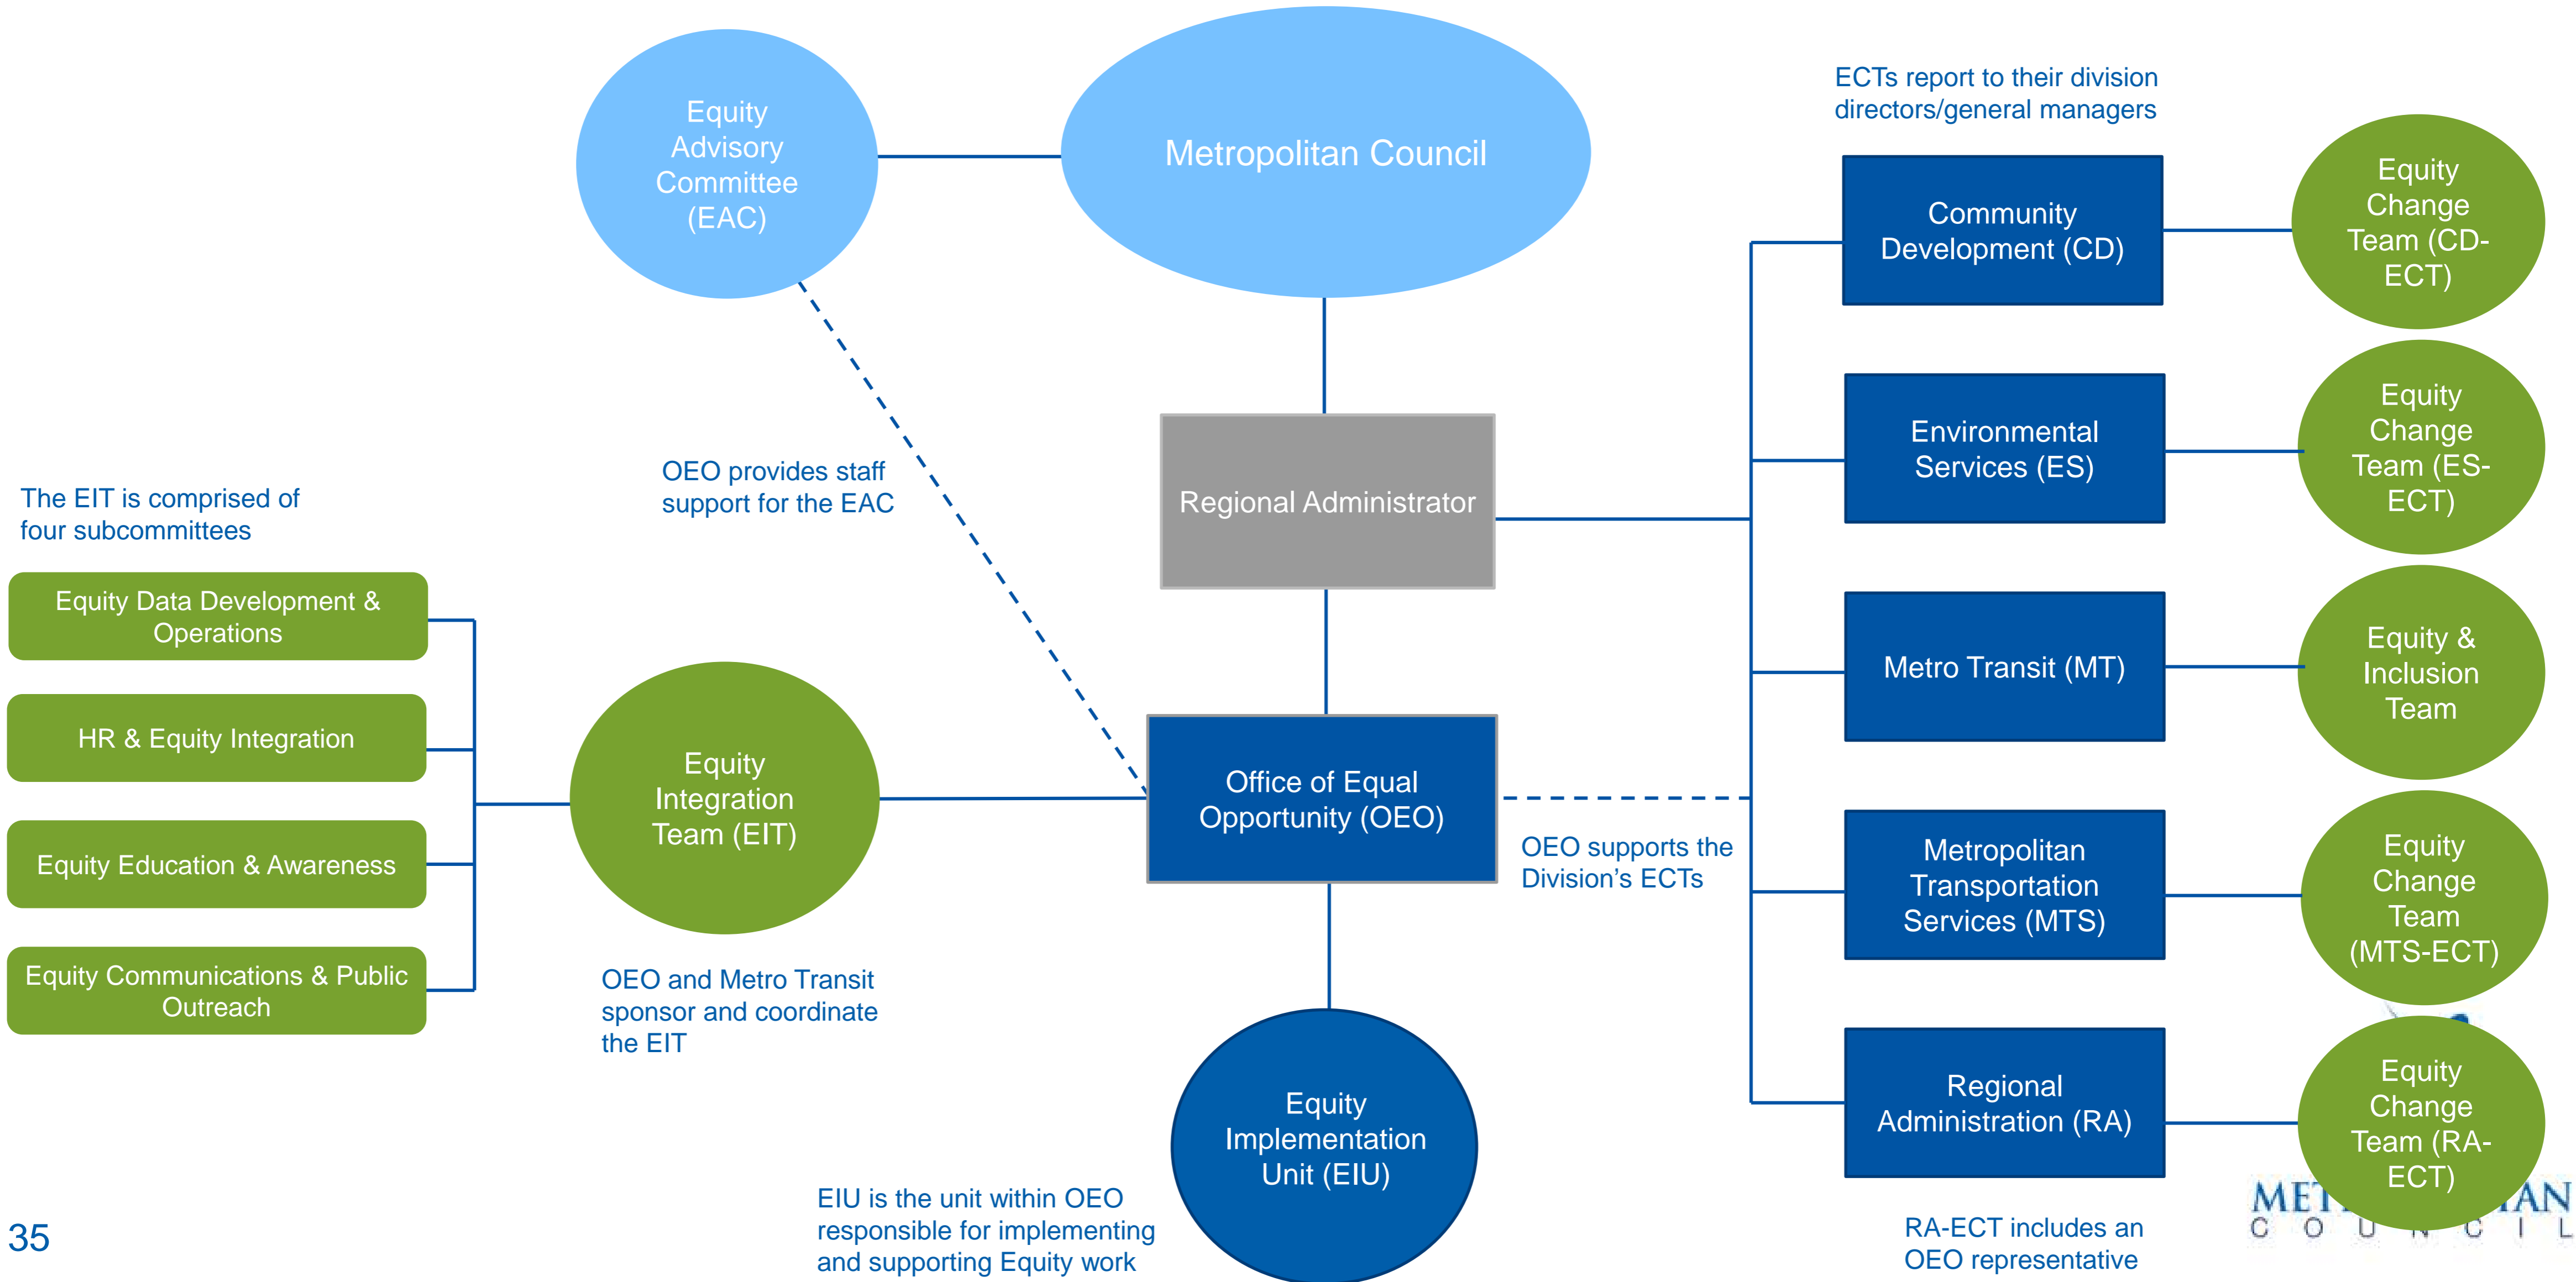 Equity
Advisory
Committee
(EAC)
Metropolitan Council
ECTs report to their division
directors/general managers
Community
Development (CD)
Equity
Change
Team (CD-
ECT)
Environmental
Services (ES)
Equity
Change
Team (ES-
ECT)
OEO provides staff
support for the EAC
Regional Administrator
The EIT is comprised of
four subcommittees
Equity Data Development &
Operations
HR & Equity Integration
Equity Education & Awareness
Equity Communications & Public
Outreach
Equity
Integration
Team (EIT)
OEO and Metro Transit
sponsor and coordinate
the EIT
Office of Equal
Opportunity (OEO)
OEO supports the
Division’s ECTs
Metro Transit (MT)
Equity &
Inclusion
Team
Metropolitan
Transportation
Services (MTS)
Equity
Change
Team
(MTS-ECT)
Regional
Administration (RA)
Equity
Change
Team (RA-
ECT)
Equity
Implementation
Unit (EIU)
EIU is the unit within OEO
responsible for implementing
and supporting Equity work
RA-ECT includes an
OEO representative
COUNCIL
35